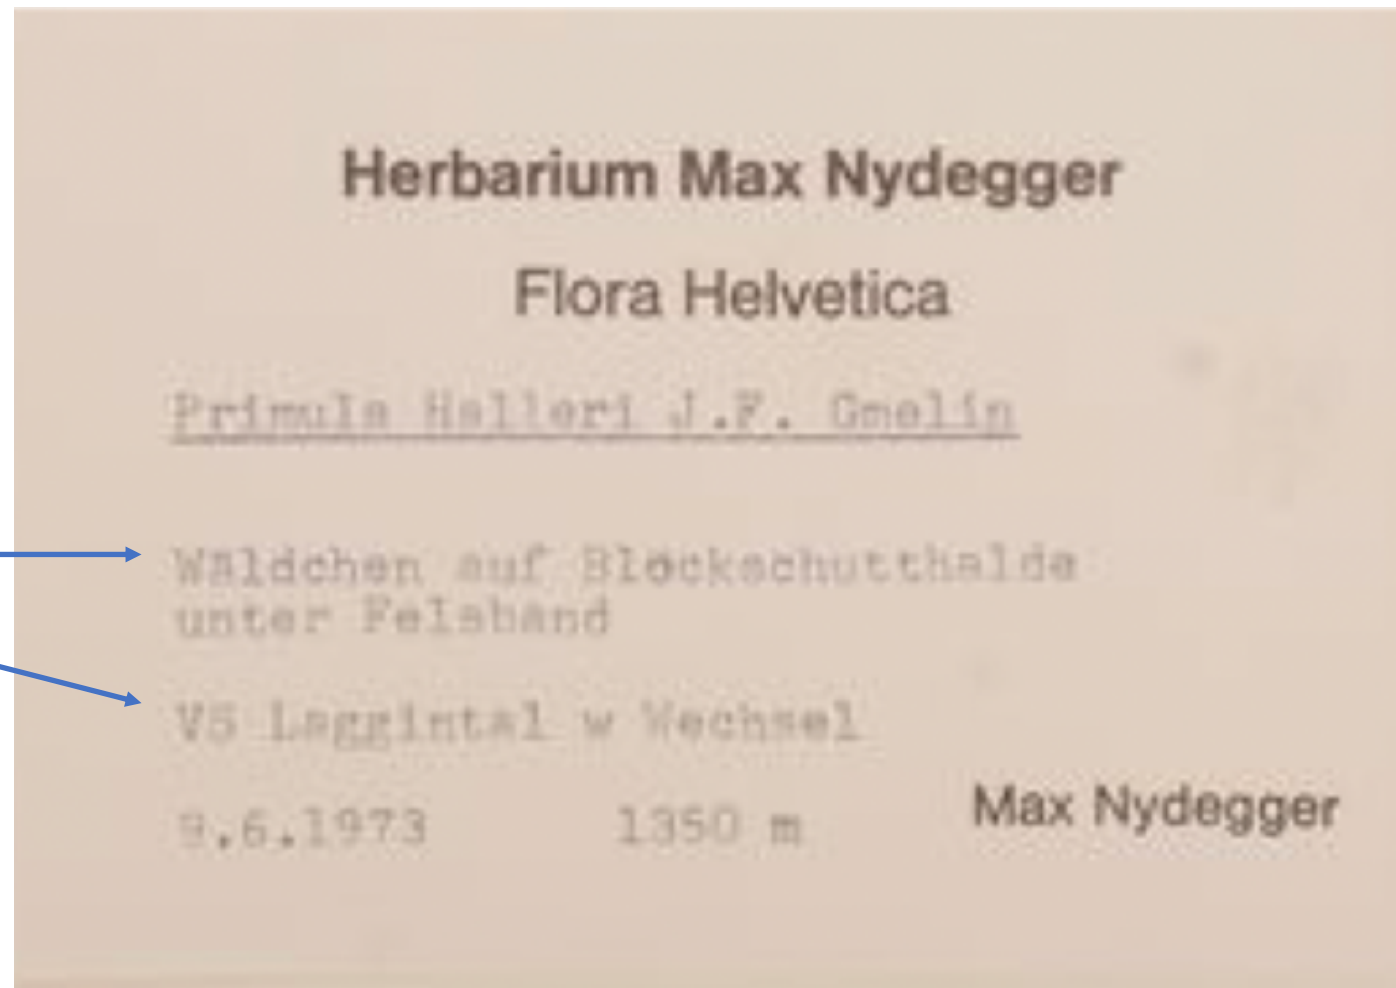 Herbarium Max Nydegger
Flora Helvetica
Primula Halleri J.F. Gmelin
Wäldchen auf Blockschutthalde
unter Felsband
VS Laggintal w Wechsel
9.6.1973 1350 m
Max Nydegger